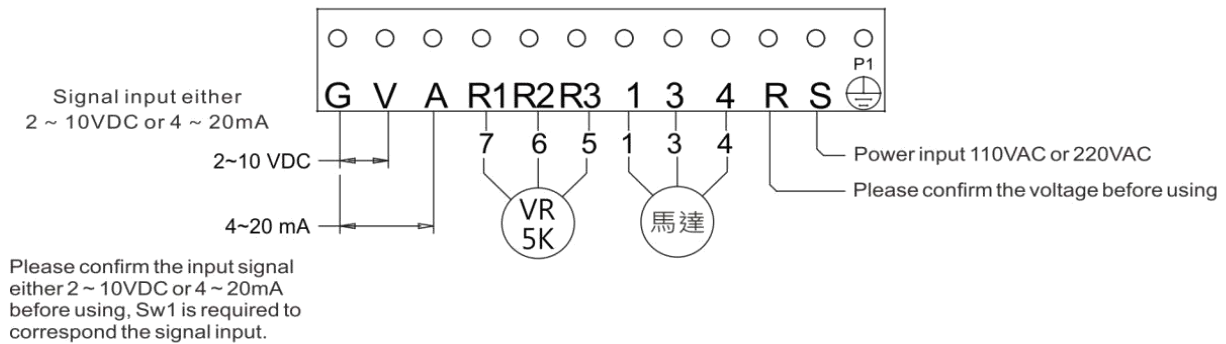 P1
G V A R1 R2 R3 1 3 4 R S
Signal input either
2 ~ 10VDC or 4 ~ 20mA
7 6 5 1 3 4
2~10 VDC
Power input 110VAC or 220VAC
Please confirm the voltage before using
VR
5K
馬達
4~20 mA
Please confirm the input signal
either 2 ~ 10VDC or 4 ~ 20mA
before using, Sw1 is required to
correspond the signal input.